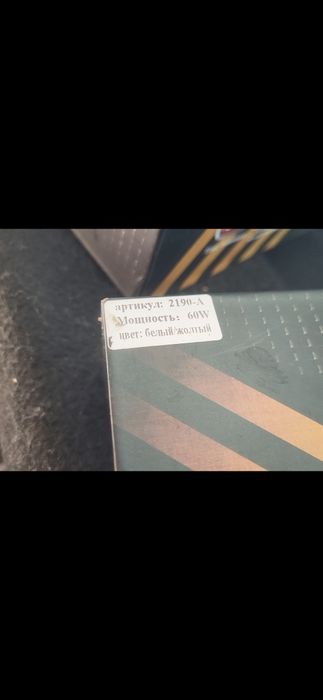 артикул: 2190-A
Мощность: 60W
цвет: белый/жолтый